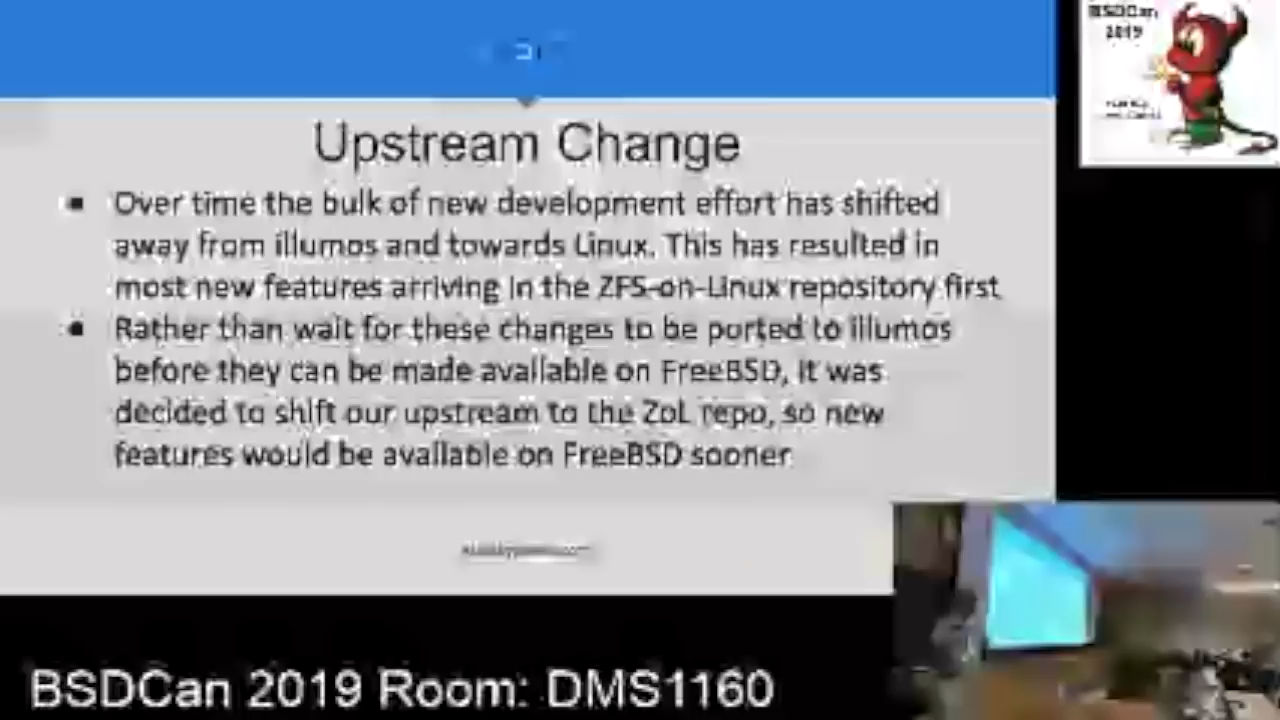 BSDCan
2019
Upstream Change
▪ Over time the bulk of new development effort has shifted
away from illumos and towards Linux. This has resulted in
most new features arriving in the ZFS-on-Linux repository first
▪ Rather than wait for these changes to be ported to illumos
before they can be made available on FreeBSD, it was
decided to shift our upstream to the ZoL repo, so new
features would be available on FreeBSD sooner
BSDCan 2019 Room: DMS1160